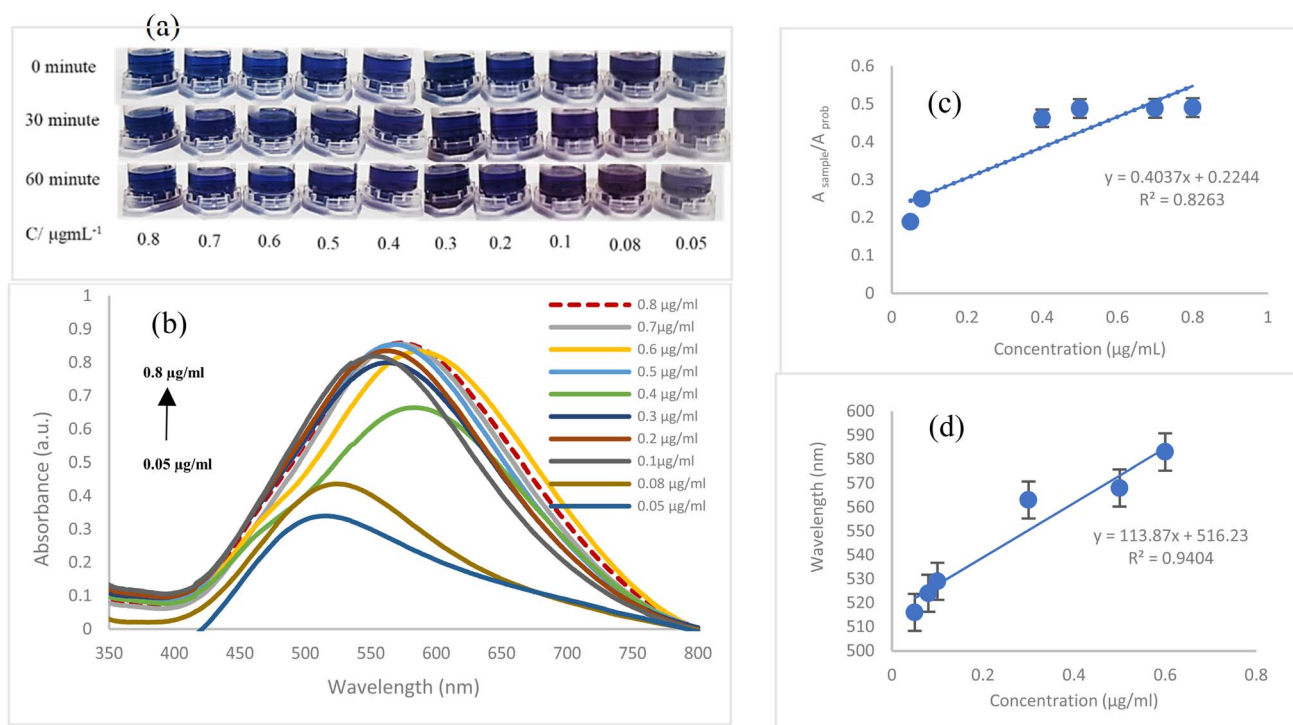 (a)
0 minute
30 minute
60 minute
C/ µgmL⁻¹ 0.8 0.7 0.6 0.5 0.4 0.3 0.2 0.1 0.08 0.05
(b)
1
0.9
0.8
0.7
0.6
0.5
0.4
0.3
0.2
0.1
0
Absorbance (a.u.)
0.8 µg/ml
0.05 µg/ml
0.8 µg/ml
0.7µg/ml
0.6 µg/ml
0.5 µg/ml
0.4 µg/ml
0.3 µg/ml
0.2 µg/ml
0.1µg/ml
0.08 µg/ml
0.05 µg/ml
350 400 450 500 550 600 650 700 750 800
Wavelength (nm)
(c)
0.6
0.5
0.4
0.3
0.2
0.1
0
A sample/A prob
y = 0.4037x + 0.2244
R² = 0.8263
0 0.2 0.4 0.6 0.8 1
Concentration (µg/mL)
(d)
600
590
580
570
560
550
540
530
520
510
500
Wavelength (nm)
y = 113.87x + 516.23
R² = 0.9404
0 0.2 0.4 0.6 0.8
Concentration (µg/ml)